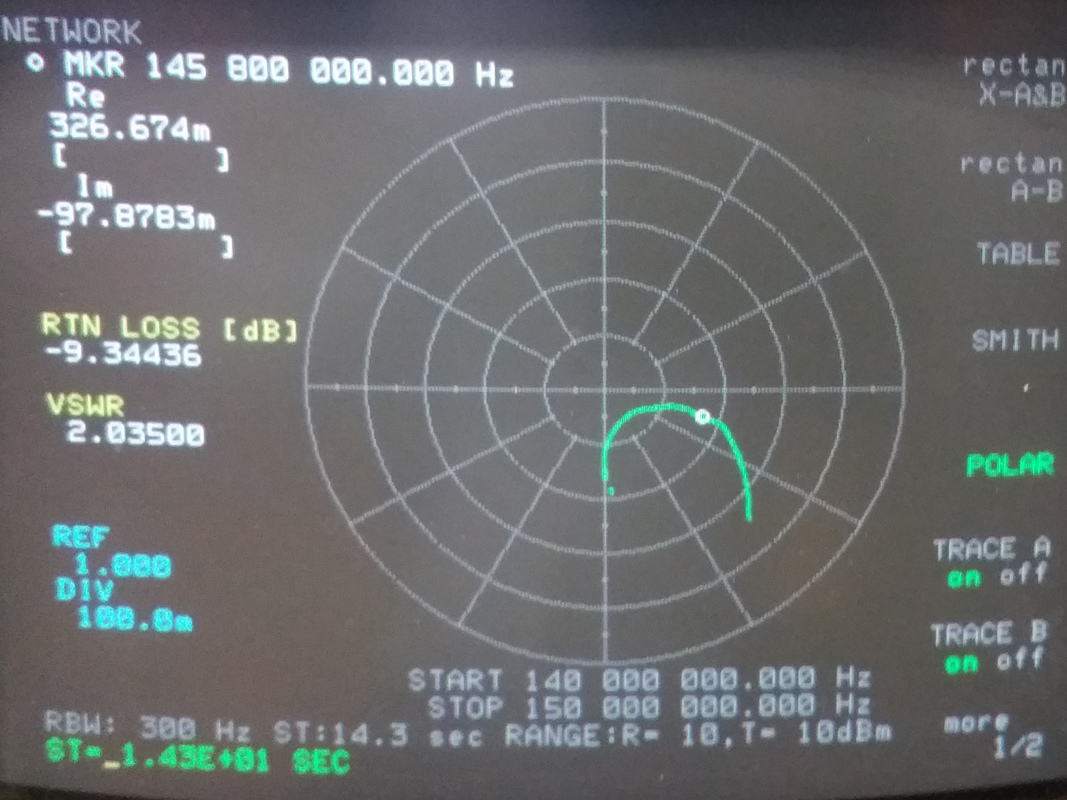 NETWORK
MKR 145 800 000.000 Hz
Re
326.674m
[ ]
Im
-97.8783m
[ ]
RTN LOSS [dB]
-9.34436
VSWR
2.03500
REF
1.000
DIV
100.0m
rectan
X-A&B
rectan
A-B
TABLE
SMITH
POLAR
TRACE A
on off
TRACE B
on off
more
1/2
START 140 000 000.000 Hz
STOP 150 000 000.000 Hz
RBW: 300 Hz ST:14.3 sec RANGE:R= 10,T= 10dBm
ST=_1.43E+01 SEC